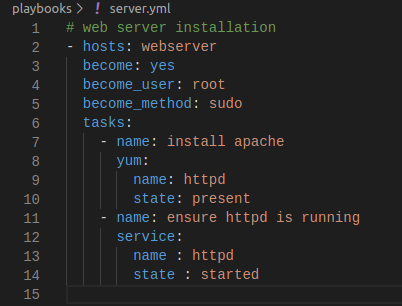 playbooks > ! server.yml
1 # web server installation
2 - hosts: webserver
3   become: yes
4   become_user: root
5   become_method: sudo
6   tasks:
7     - name: install apache
8       yum:
9         name: httpd
10         state: present
11     - name: ensure httpd is running
12       service:
13         name : httpd
14         state : started
15